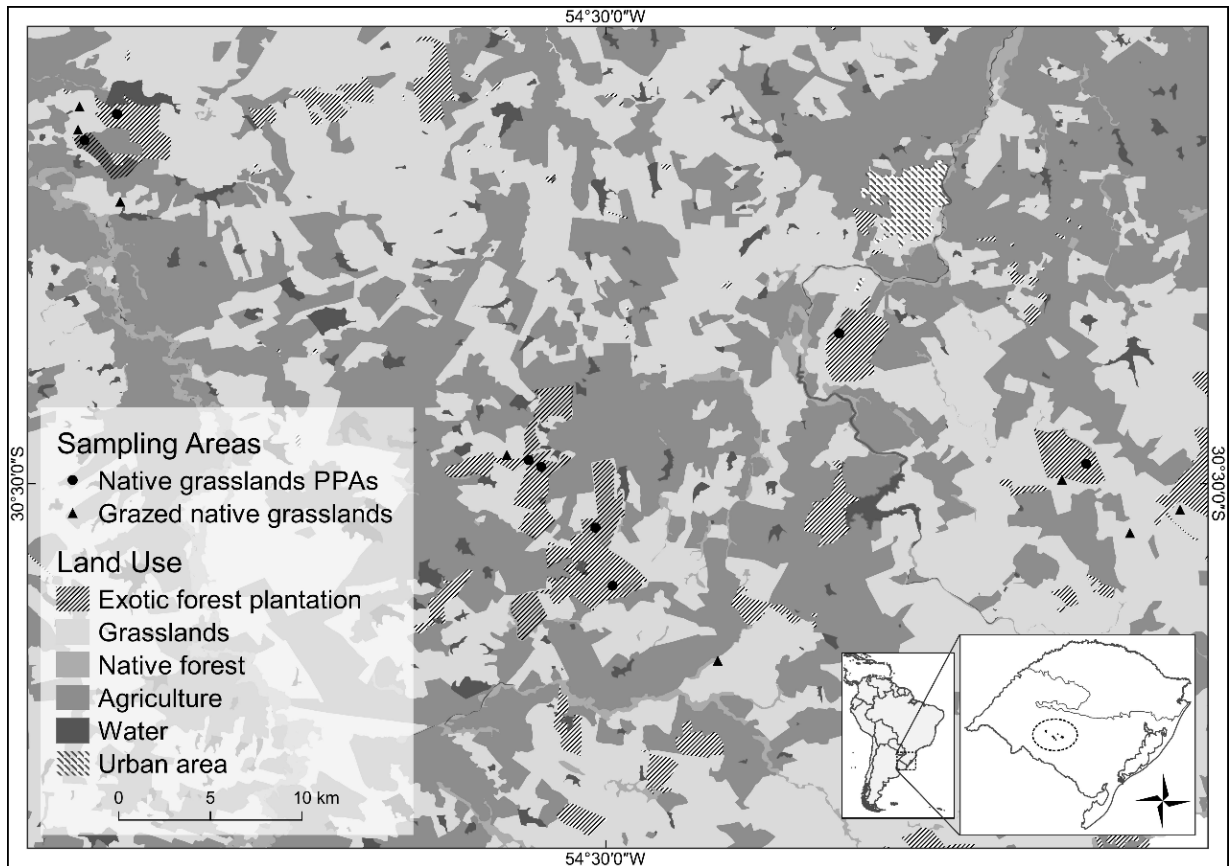 54°30'0"W
30°30'0"S
30°30'0"S
Sampling Areas
Native grasslands PPAs
Grazed native grasslands
Land Use
Exotic forest plantation
Grasslands
Native forest
Agriculture
Water
Urban area
0 5 10 km
54°30'0"W